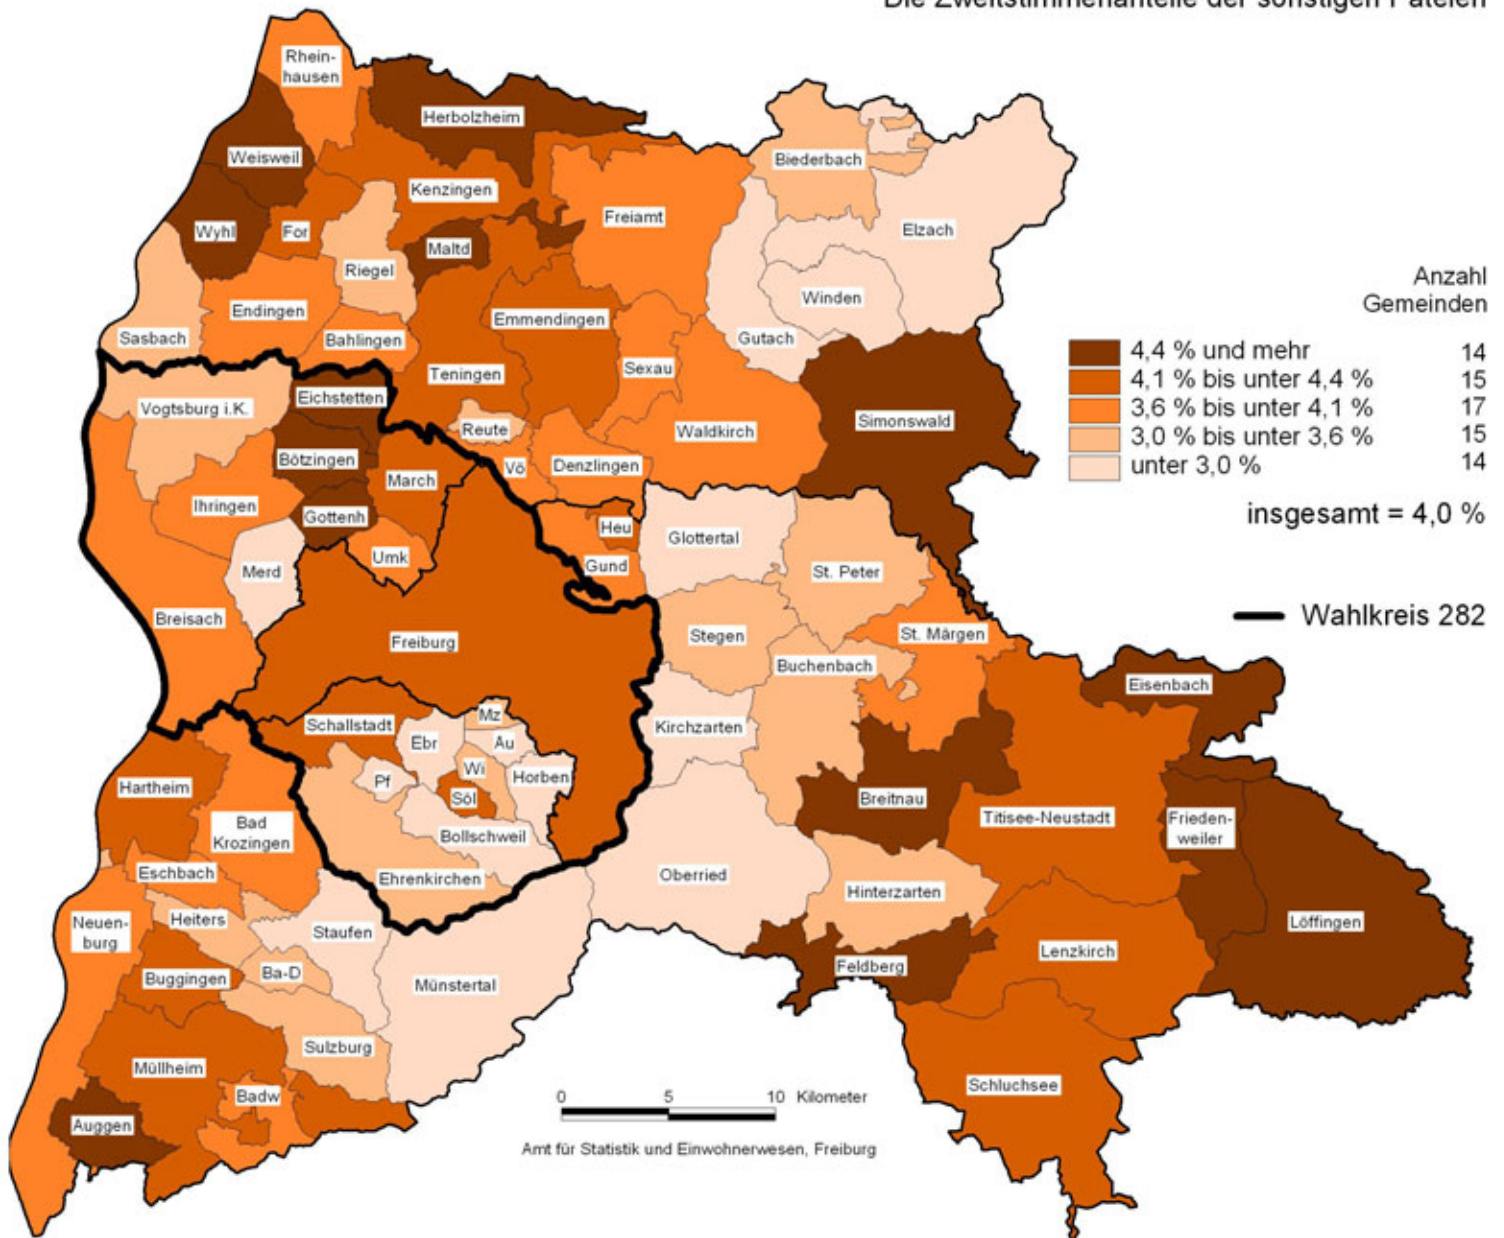 Die Zweitstimmenanteile der sonstigen Pateien
Rhein-
hausen
Herbolzheim
Weisweil
Biederbach
Kenzingen
Freiamt
Wyhl
For
Elzach
Maltd
Riegel
Winden
Endingen
Emmendingen
Sasbach
Bahlingen
Gutach
Teningen
Sexau
Anzahl
Gemeinden
4,4 % und mehr 14
4,1 % bis unter 4,4 % 15
3,6 % bis unter 4,1 % 17
3,0 % bis unter 3,6 % 15
unter 3,0 % 14
insgesamt = 4,0 %
Wahlkreis 282
Eichstetten
Vogtsburg i.K.
Simonswald
Reute
Waldkirch
Bötzingen
Vö
Denzlingen
March
Ihringen
Gottenh
Heu
Glottertal
Umk
Gund
Merd
St. Peter
Breisach
Freiburg
Stegen
St. Märgen
Buchenbach
Eisenbach
Mz
Schallstadt
Kirchzarten
Ebr
Au
Pf
Wi
Horben
Hartheim
Söl
Breitnau
Titisee-Neustadt
Frieden-
weiler
Bad
Krozingen
Bollschweil
Eschbach
Ehrenkirchen
Oberried
Hinterzarten
Heiters
Neuen-
burg
Staufen
Löffingen
Lenzkirch
Buggingen
Ba-D
Feldberg
Münstertal
Sulzburg
Müllheim
Schluchsee
Badw
Auggen
0 5 10 Kilometer
Amt für Statistik und Einwohnerwesen, Freiburg